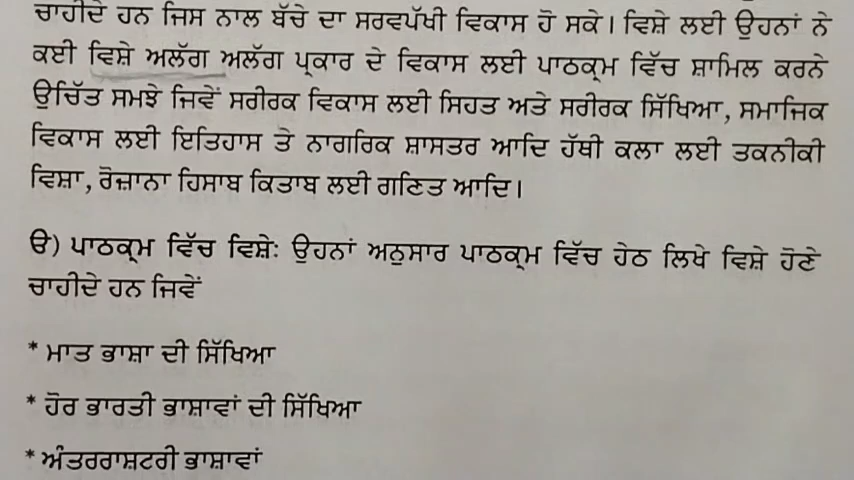 ਚਾਹੀਦੇ ਹਨ ਜਿਸ ਨਾਲ ਬੱਚੇ ਦਾ ਸਰਵਪੱਖੀ ਵਿਕਾਸ ਹੋ ਸਕੇ। ਵਿਸ਼ੇ ਲਈ ਉਹਨਾਂ ਨੇ
ਕਈ ਵਿਸ਼ੇ ਅਲੱਗ ਅਲੱਗ ਪ੍ਰਕਾਰ ਦੇ ਵਿਕਾਸ ਲਈ ਪਾਠਕ੍ਰਮ ਵਿੱਚ ਸ਼ਾਮਿਲ ਕਰਨੇ
ਉਚਿੱਤ ਸਮਝੇ ਜਿਵੇਂ ਸਰੀਰਕ ਵਿਕਾਸ ਲਈ ਸਿਹਤ ਅਤੇ ਸਰੀਰਕ ਸਿੱਖਿਆ, ਸਮਾਜਿਕ
ਵਿਕਾਸ ਲਈ ਇਤਿਹਾਸ ਤੇ ਨਾਗਰਿਕ ਸ਼ਾਸਤਰ ਆਦਿ ਹੱਥੀ ਕਲਾ ਲਈ ਤਕਨੀਕੀ
ਵਿਸ਼ਾ, ਰੋਜ਼ਾਨਾ ਹਿਸਾਬ ਕਿਤਾਬ ਲਈ ਗਣਿਤ ਆਦਿ।
ੳ) ਪਾਠਕ੍ਰਮ ਵਿੱਚ ਵਿਸ਼ੇ: ਉਹਨਾਂ ਅਨੁਸਾਰ ਪਾਠਕ੍ਰਮ ਵਿੱਚ ਹੇਠ ਲਿਖੇ ਵਿਸ਼ੇ ਹੋਣੇ
ਚਾਹੀਦੇ ਹਨ ਜਿਵੇਂ
* ਮਾਤ ਭਾਸ਼ਾ ਦੀ ਸਿੱਖਿਆ
* ਹੋਰ ਭਾਰਤੀ ਭਾਸ਼ਾਵਾਂ ਦੀ ਸਿੱਖਿਆ
* ਅੰਤਰਰਾਸ਼ਟਰੀ ਭਾਸ਼ਾਵਾਂ